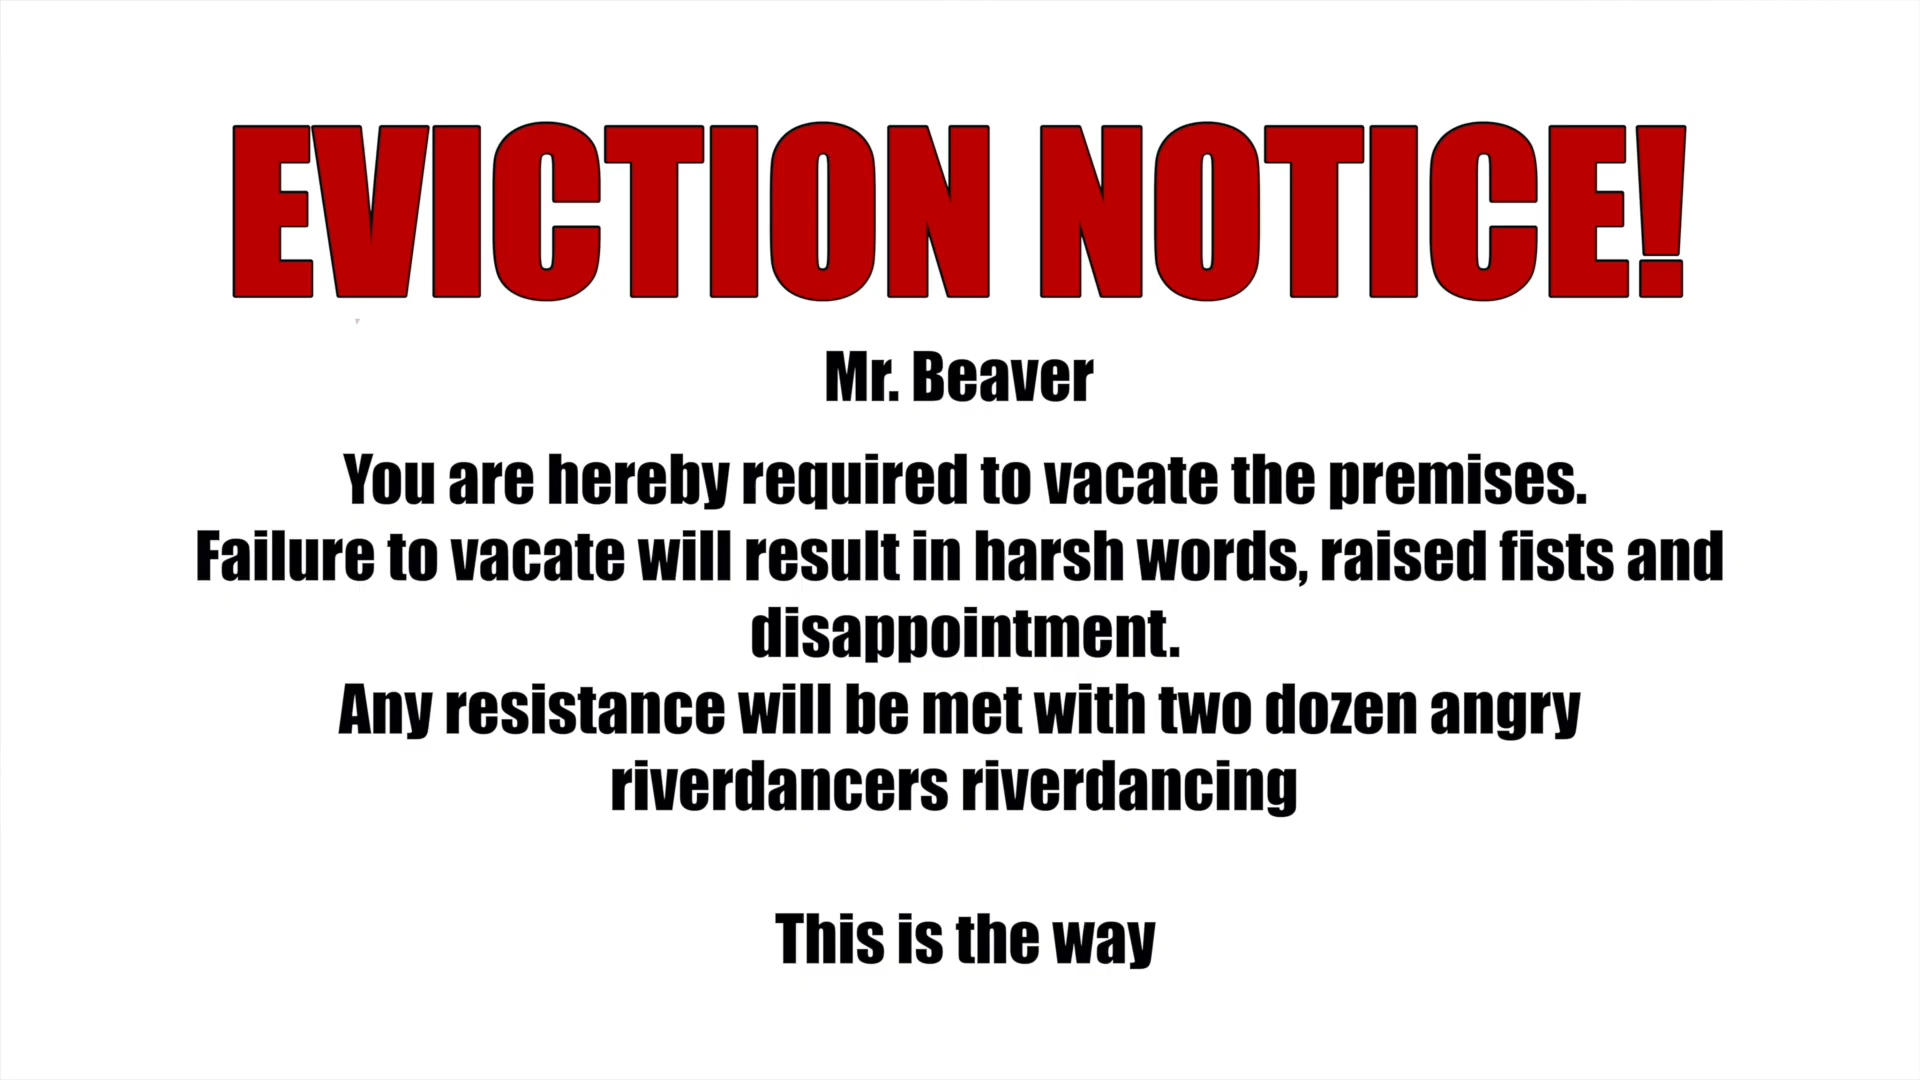 EVICTION NOTICE!
Mr. Beaver
You are hereby required to vacate the premises.
Failure to vacate will result in harsh words, raised fists and
disappointment.
Any resistance will be met with two dozen angry
riverdancers riverdancing
This is the way